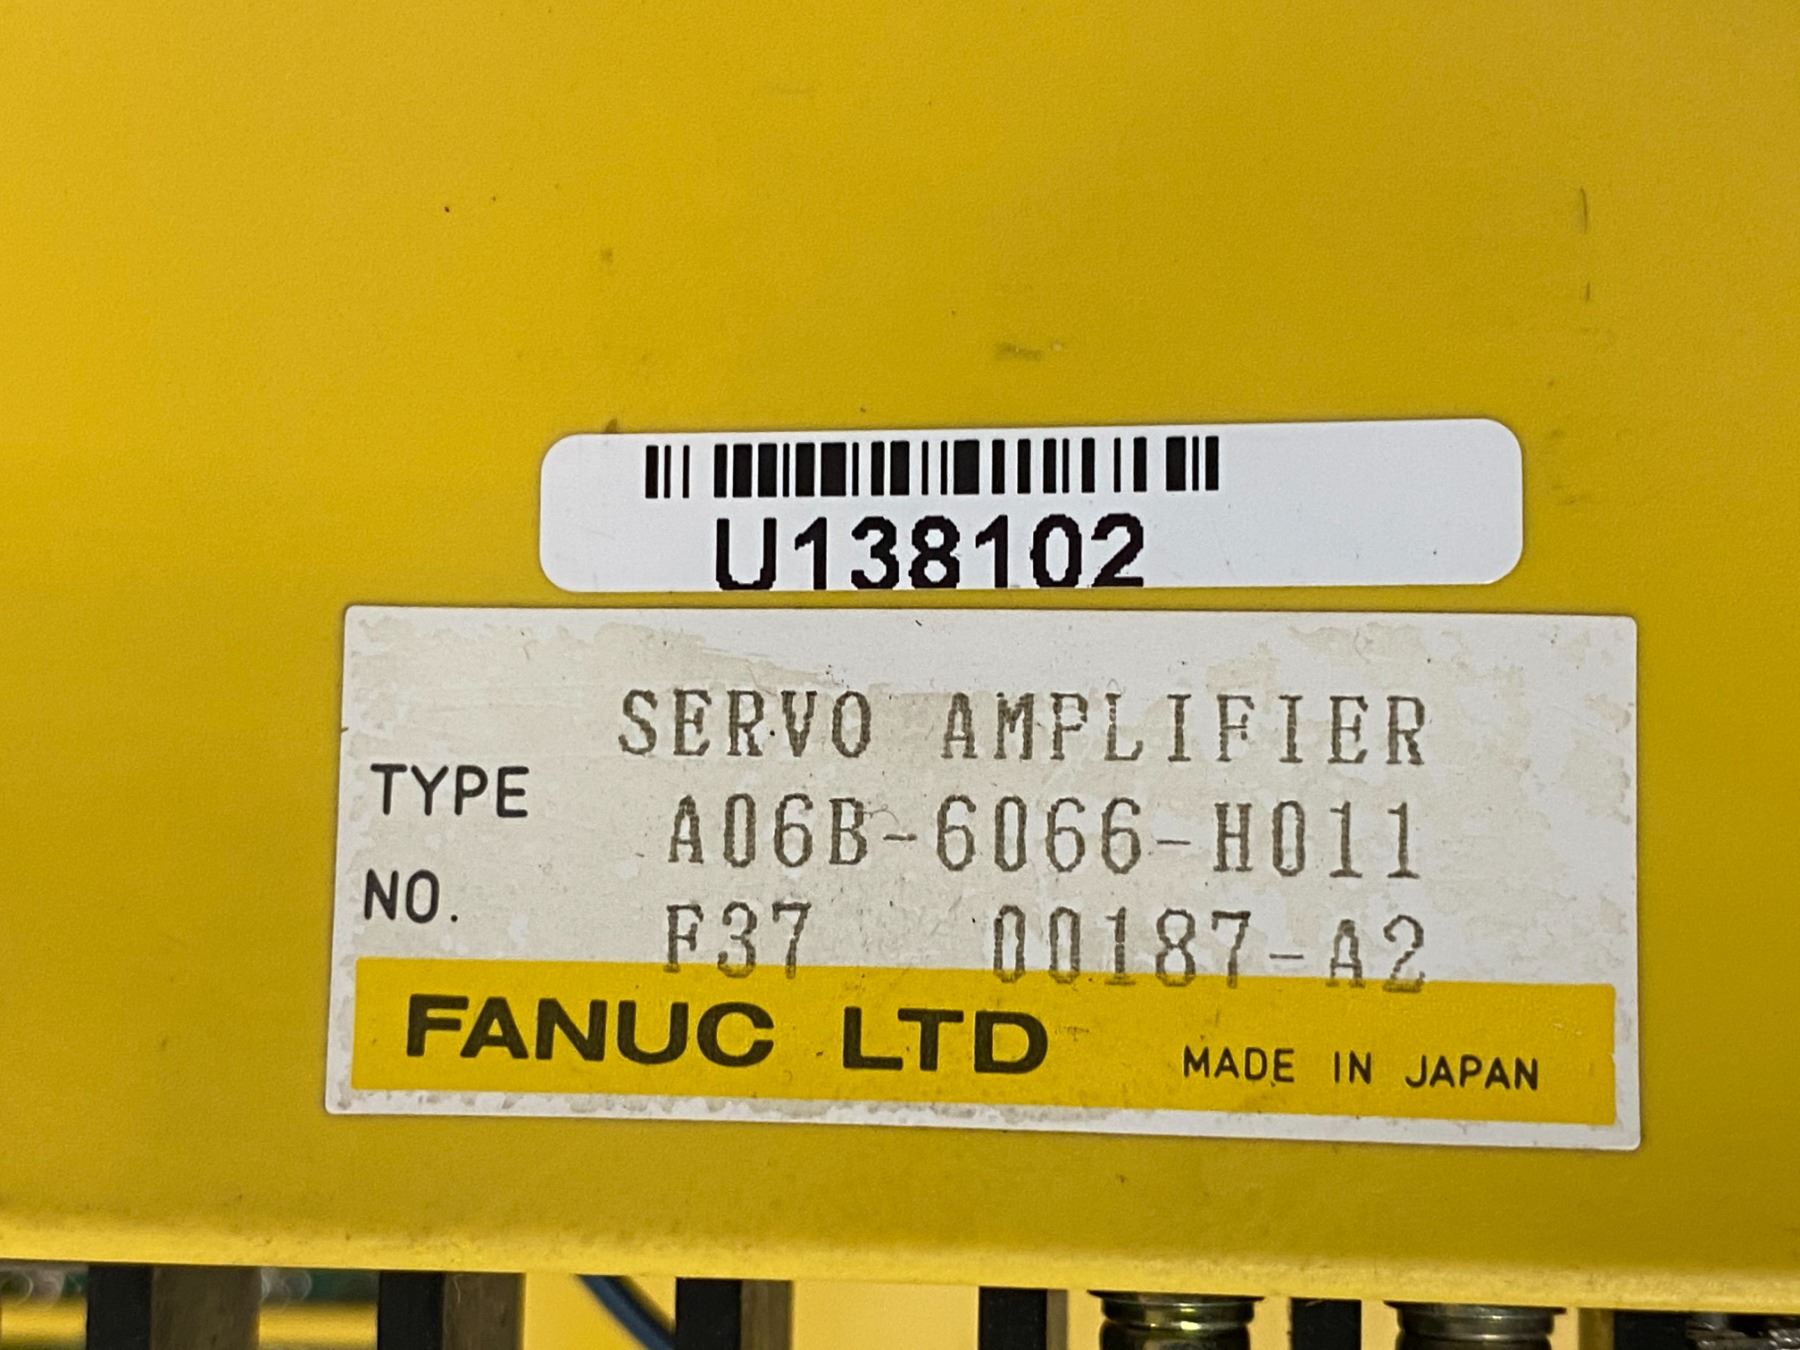 U138102
SERVO AMPLIFIER
TYPE A06B-6066-H011
NO. F37 00187-A2
FANUC LTD MADE IN JAPAN